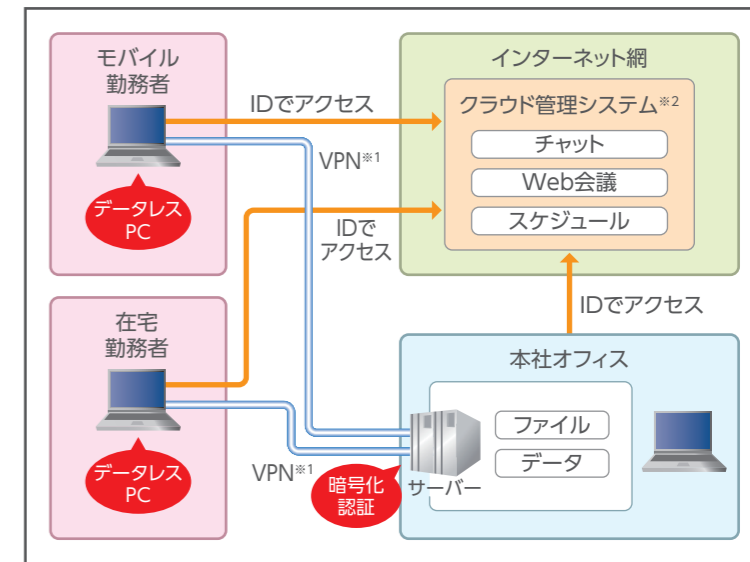 モバイル
勤務者
データレス
PC
IDでアクセス
VPN※1
インターネット網
クラウド管理システム※2
チャット
Web会議
スケジュール
IDで
アクセス
IDでアクセス
在宅
勤務者
データレス
PC
VPN※1
本社オフィス
ファイル
データ
サーバー
暗号化
認証